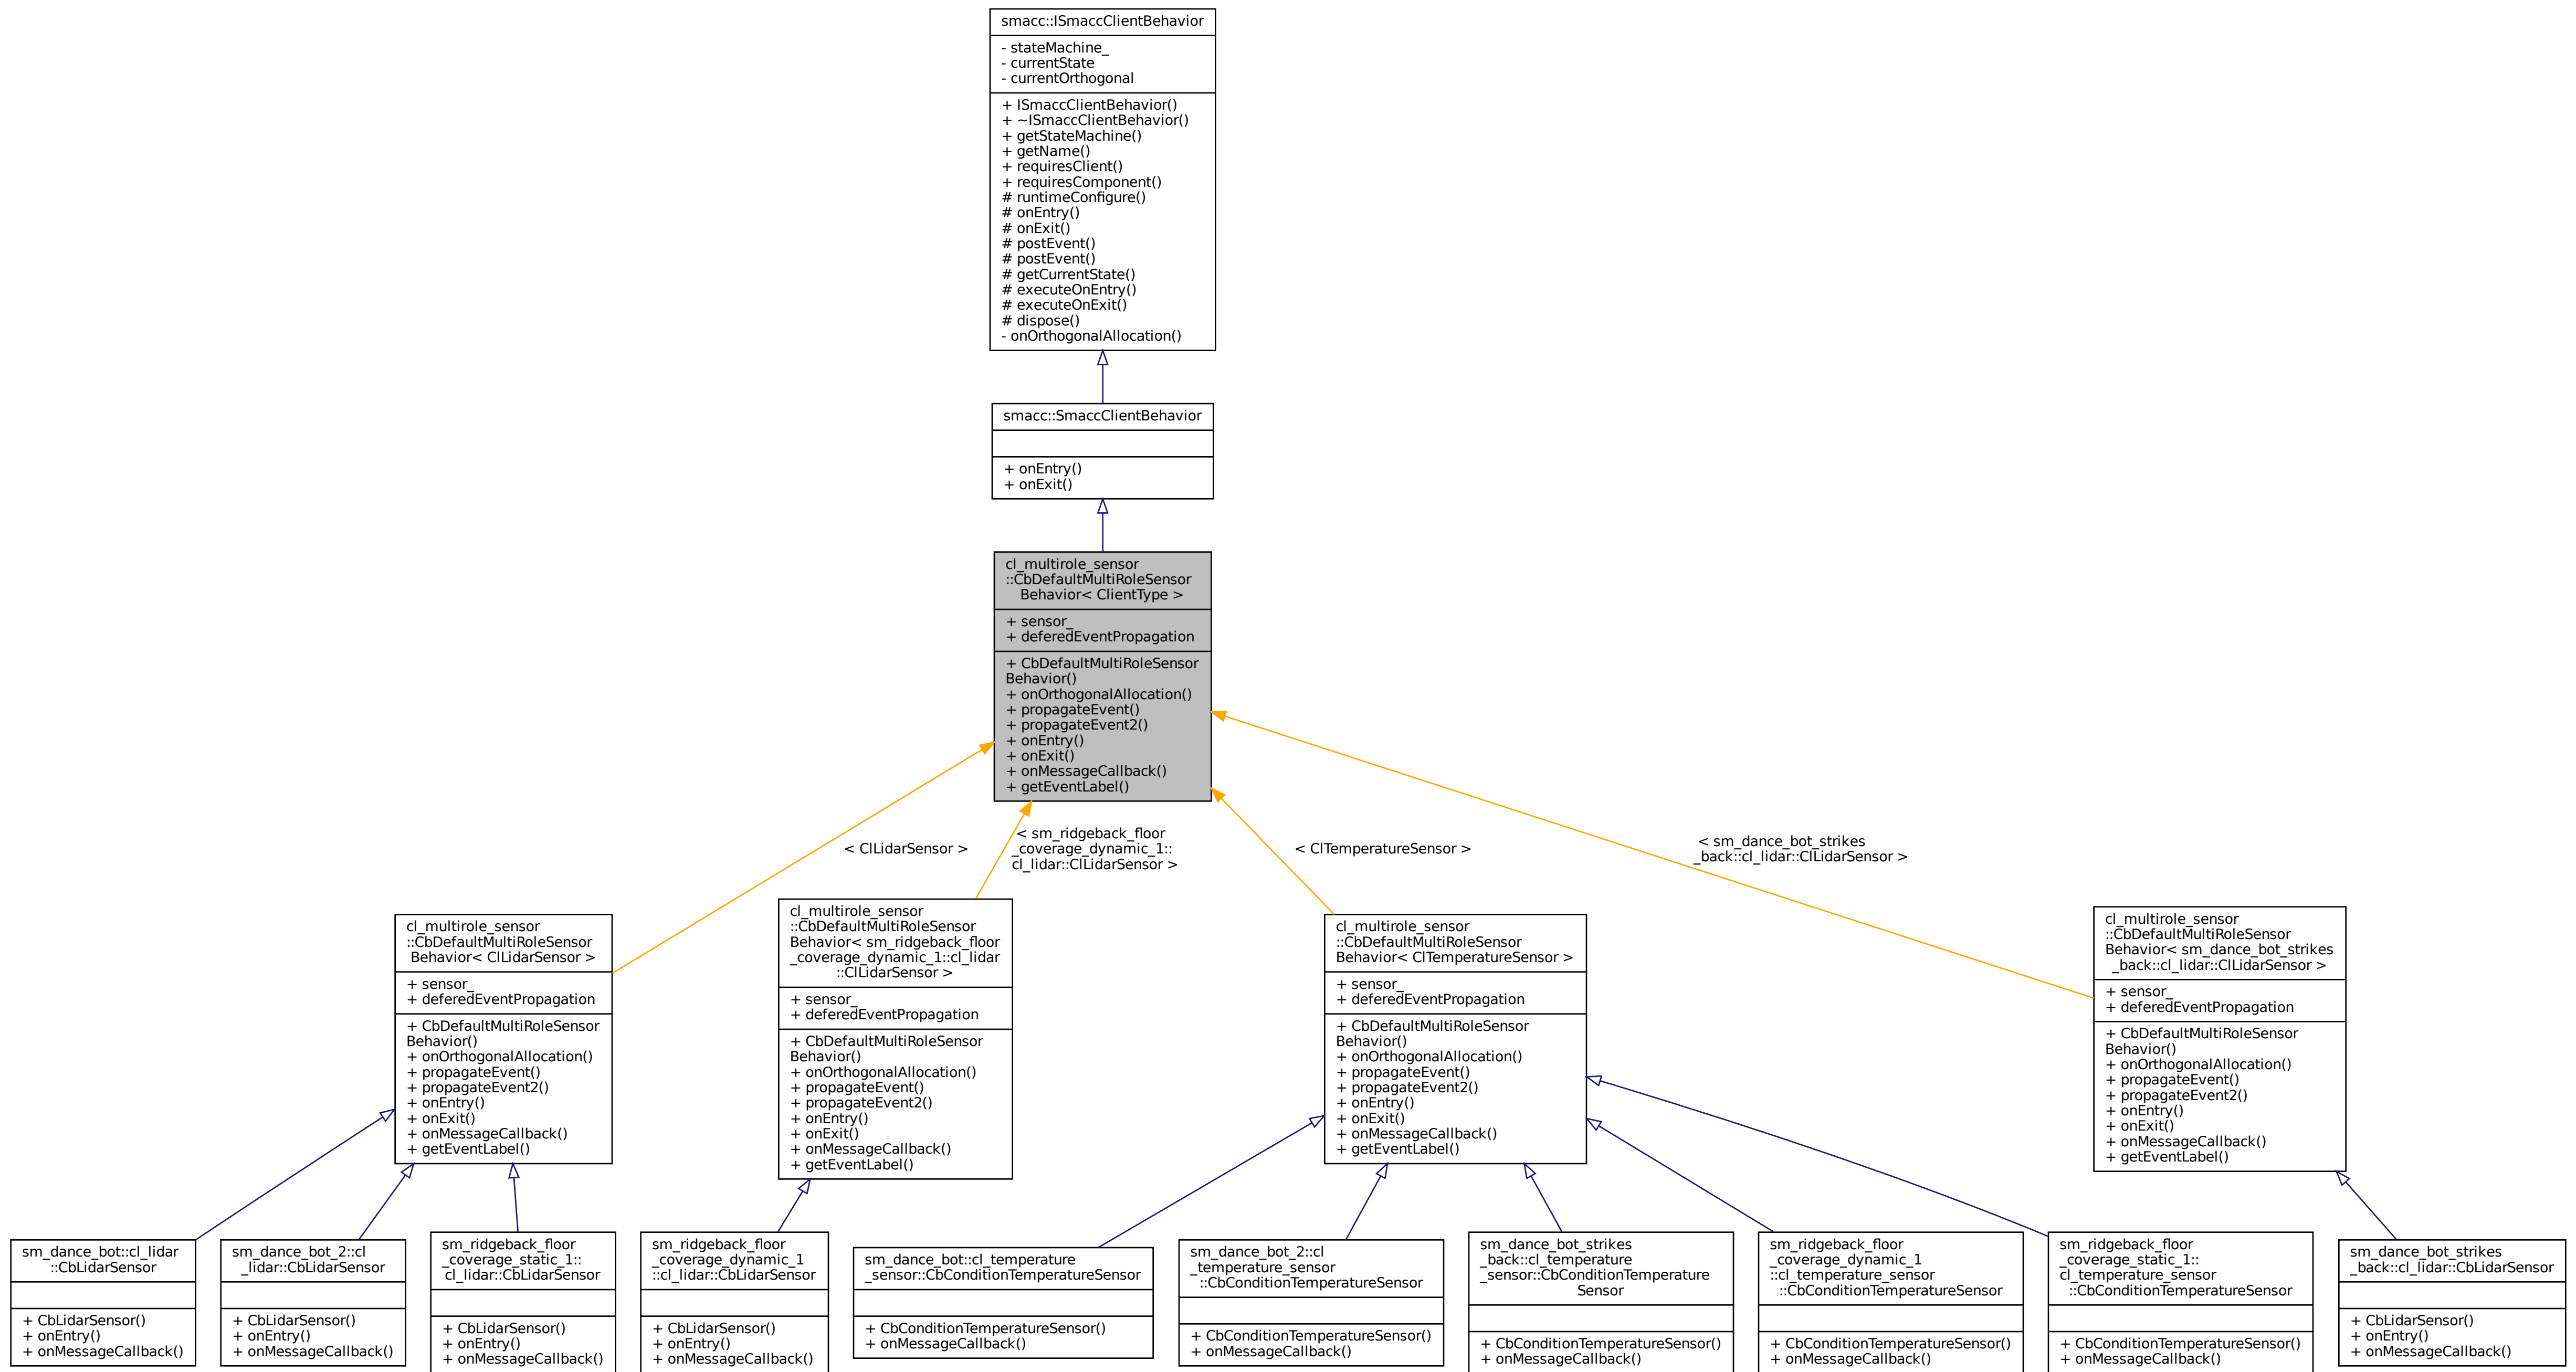 smacc::ISmaccClientBehavior
- stateMachine_
- currentState
- currentOrthogonal
+ ISmaccClientBehavior()
+ ~ISmaccClientBehavior()
+ getStateMachine()
+ getName()
+ requiresClient()
+ requiresComponent()
# runtimeConfigure()
# onEntry()
# onExit()
# postEvent()
# postEvent()
# getCurrentState()
# executeOnEntry()
# executeOnExit()
# dispose()
- onOrthogonalAllocation()
smacc::SmaccClientBehavior
+ onEntry()
+ onExit()
cl_multirole_sensor
::CbDefaultMultiRoleSensor
Behavior< ClientType >
+ sensor_
+ deferedEventPropagation
+ CbDefaultMultiRoleSensor
Behavior()
+ onOrthogonalAllocation()
+ propagateEvent()
+ propagateEvent2()
+ onEntry()
+ onExit()
+ onMessageCallback()
+ getEventLabel()
< ClLidarSensor >
< sm_ridgeback_floor
_coverage_dynamic_1::
cl_lidar::ClLidarSensor >
< ClTemperatureSensor >
< sm_dance_bot_strikes
_back::cl_lidar::ClLidarSensor >
cl_multirole_sensor
::CbDefaultMultiRoleSensor
Behavior< ClLidarSensor >
+ sensor_
+ deferedEventPropagation
+ CbDefaultMultiRoleSensor
Behavior()
+ onOrthogonalAllocation()
+ propagateEvent()
+ propagateEvent2()
+ onEntry()
+ onExit()
+ onMessageCallback()
+ getEventLabel()
cl_multirole_sensor
::CbDefaultMultiRoleSensor
Behavior< sm_ridgeback_floor
_coverage_dynamic_1::cl_lidar
::ClLidarSensor >
+ sensor_
+ deferedEventPropagation
+ CbDefaultMultiRoleSensor
Behavior()
+ onOrthogonalAllocation()
+ propagateEvent()
+ propagateEvent2()
+ onEntry()
+ onExit()
+ onMessageCallback()
+ getEventLabel()
cl_multirole_sensor
::CbDefaultMultiRoleSensor
Behavior< ClTemperatureSensor >
+ sensor_
+ deferedEventPropagation
+ CbDefaultMultiRoleSensor
Behavior()
+ onOrthogonalAllocation()
+ propagateEvent()
+ propagateEvent2()
+ onEntry()
+ onExit()
+ onMessageCallback()
+ getEventLabel()
cl_multirole_sensor
::CbDefaultMultiRoleSensor
Behavior< sm_dance_bot_strikes
_back::cl_lidar::ClLidarSensor >
+ sensor_
+ deferedEventPropagation
+ CbDefaultMultiRoleSensor
Behavior()
+ onOrthogonalAllocation()
+ propagateEvent()
+ propagateEvent2()
+ onEntry()
+ onExit()
+ onMessageCallback()
+ getEventLabel()
sm_dance_bot::cl_lidar
::CbLidarSensor
+ CbLidarSensor()
+ onEntry()
+ onMessageCallback()
sm_dance_bot_2::cl
_lidar::CbLidarSensor
+ CbLidarSensor()
+ onEntry()
+ onMessageCallback()
sm_ridgeback_floor
_coverage_static_1::
cl_lidar::CbLidarSensor
+ CbLidarSensor()
+ onEntry()
+ onMessageCallback()
sm_ridgeback_floor
_coverage_dynamic_1
::cl_lidar::CbLidarSensor
+ CbLidarSensor()
+ onEntry()
+ onMessageCallback()
sm_dance_bot::cl_temperature
_sensor::CbConditionTemperatureSensor
+ CbConditionTemperatureSensor()
+ onMessageCallback()
sm_dance_bot_2::cl
_temperature_sensor
::CbConditionTemperatureSensor
+ CbConditionTemperatureSensor()
+ onMessageCallback()
sm_dance_bot_strikes
_back::cl_temperature
_sensor::CbConditionTemperature
Sensor
+ CbConditionTemperatureSensor()
+ onMessageCallback()
sm_ridgeback_floor
_coverage_dynamic_1
::cl_temperature_sensor
::CbConditionTemperatureSensor
+ CbConditionTemperatureSensor()
+ onMessageCallback()
sm_ridgeback_floor
_coverage_static_1::
cl_temperature_sensor
::CbConditionTemperatureSensor
+ CbConditionTemperatureSensor()
+ onMessageCallback()
sm_dance_bot_strikes
_back::cl_lidar::CbLidarSensor
+ CbLidarSensor()
+ onEntry()
+ onMessageCallback()